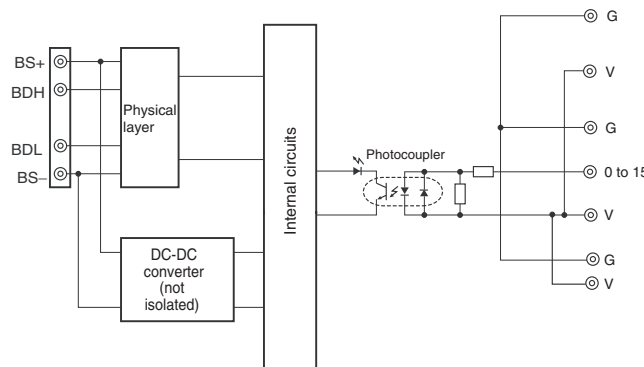 G
BS+
V
BDH
Physical
layer
G
BDL
Photocoupler
BS−
0 to 15
Internal circuits
V
DC-DC
converter
(not
isolated)
G
V